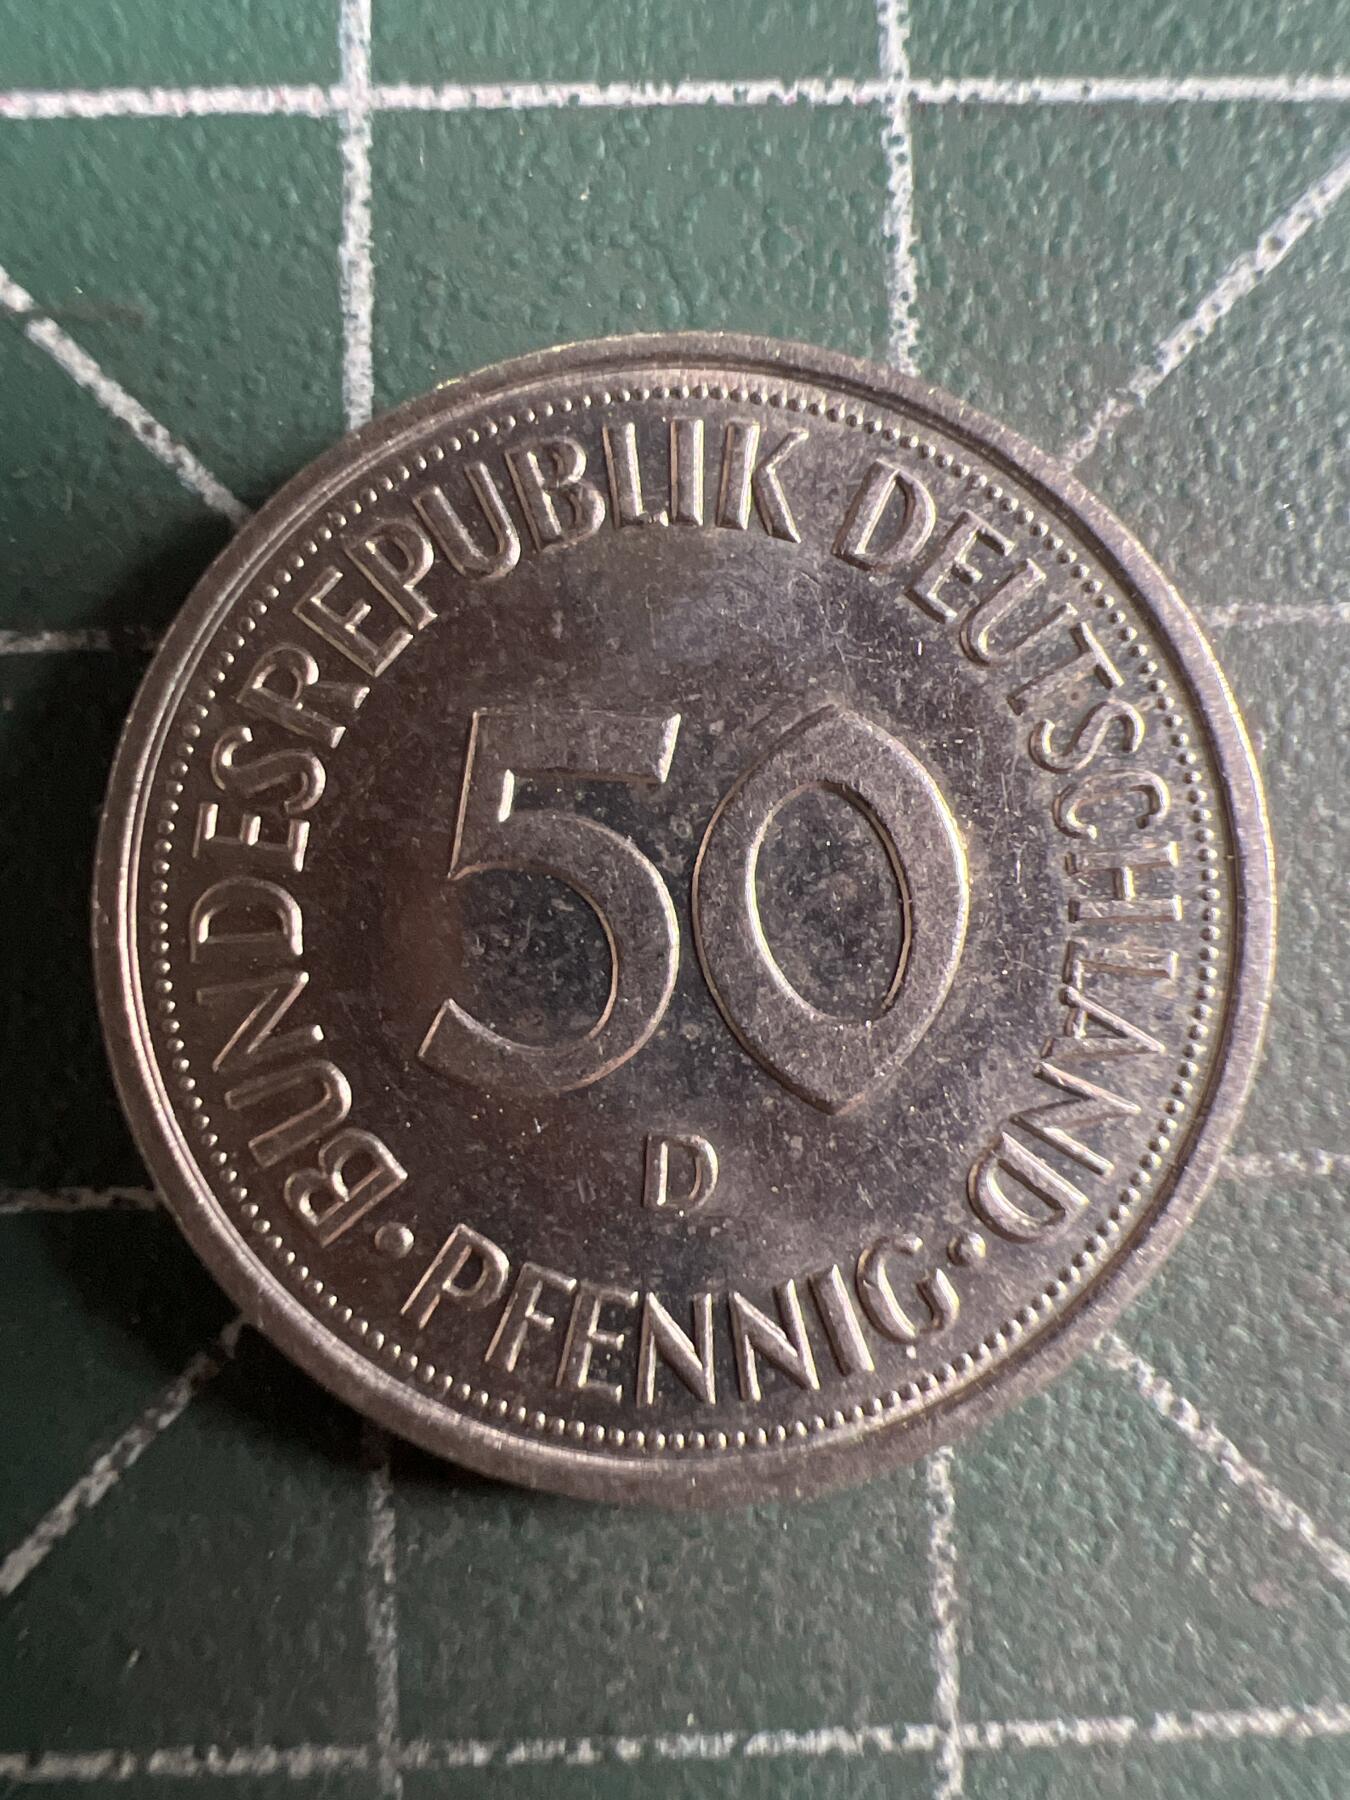 BUNDESREPUBLIK DEUTSCHLAND
50
D
· PFENNIG ·